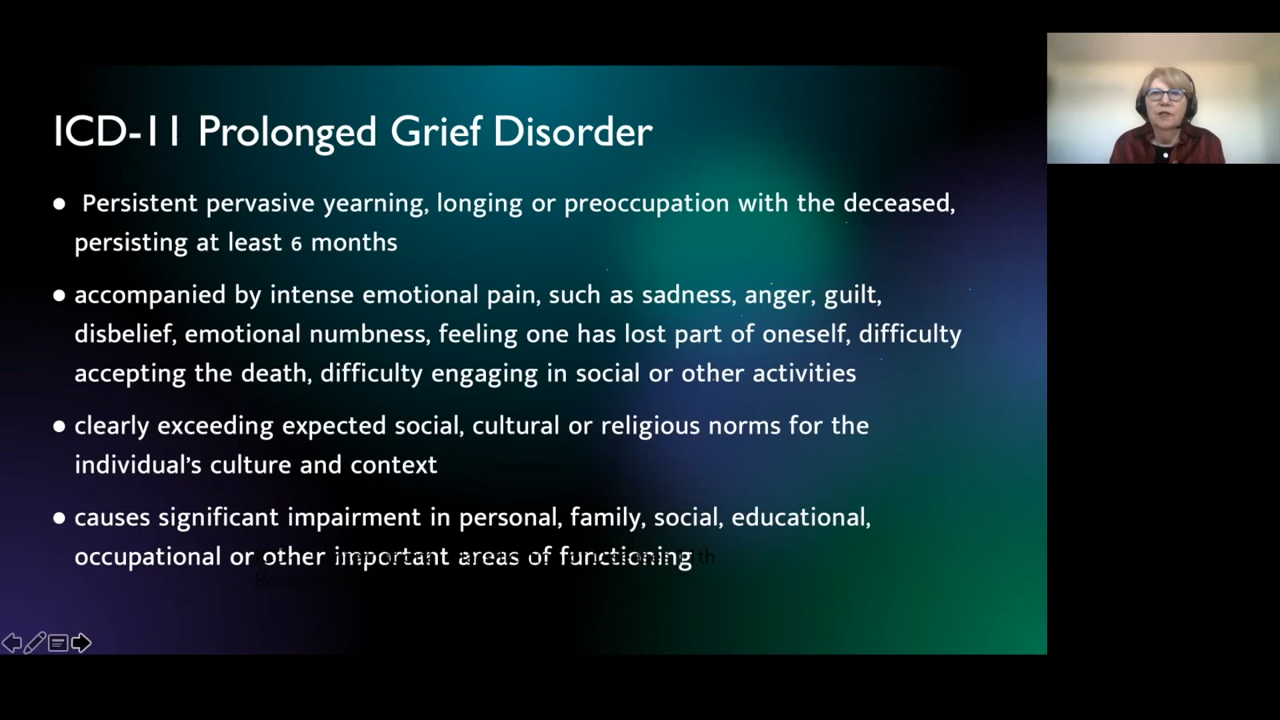 ICD-11 Prolonged Grief Disorder
● Persistent pervasive yearning, longing or preoccupation with the deceased,
persisting at least 6 months
● accompanied by intense emotional pain, such as sadness, anger, guilt,
disbelief, emotional numbness, feeling one has lost part of oneself, difficulty
accepting the death, difficulty engaging in social or other activities
● clearly exceeding expected social, cultural or religious norms for the
individual’s culture and context
● causes significant impairment in personal, family, social, educational,
occupational or other important areas of functioning